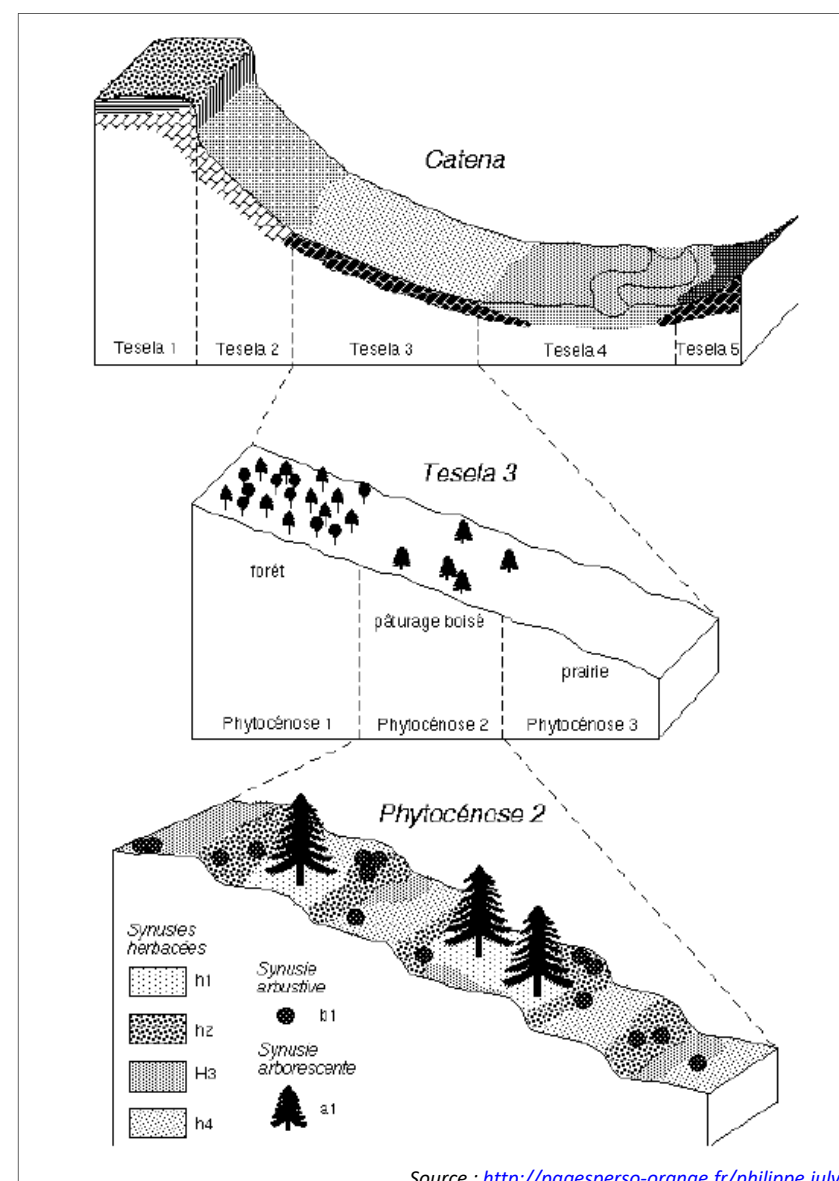 Catena
Tesela 1 Tesela 2 Tesela 3 Tesela 4 Tesela 5
Tesela 3
forét
pâturage boisé
prairie
Phytocénose 1 Phytocénose 2 Phytocénose 3
Phytocénose 2
Synusies
herbacées
h1
h2
H3
h4
Synusie
arbustive
b1
Synusie
arborescente
a1
Source : http://pagesperso-orange.fr/philippe.julv